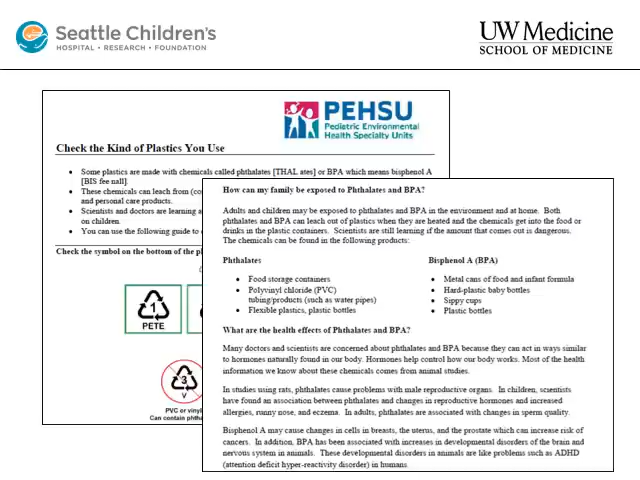 Seattle Children's
HOSPITAL • RESEARCH • FOUNDATION
UW Medicine
SCHOOL OF MEDICINE
PEHSU
Pediatric Environmental
Health Specialty Units
Check the Kind of Plastics You Use
• Some plastics are made with chemicals called phthalates [THAL ates] or BPA which means bisphenol A
[BIS fee nall].
• These chemicals can leach from
and personal care products.
• Scientists and doctors are learning
on children.
• You can use the following guide to
Check the symbol on the bottom of the
1
PETE
3
V
PVC or vinyl
Can contain
How can my family be exposed to Phthalates and BPA?
Adults and children may be exposed to phthalates and BPA in the environment and at home. Both
phthalates and BPA can leach out of plastics when they are heated and the chemicals get into the food or
drinks in the plastic containers. Scientists are still learning if the amount that comes out is dangerous.
The chemicals can be found in the following products:
Phthalates
• Food storage containers
• Polyvinyl chloride (PVC)
tubing/products (such as water pipes)
• Flexible plastics, plastic bottles
Bisphenol A (BPA)
• Metal cans of food and infant formula
• Hard-plastic baby bottles
• Sippy cups
• Plastic bottles
What are the health effects of Phthalates and BPA?
Many doctors and scientists are concerned about phthalates and BPA because they can act in ways similar
to hormones naturally found in our body. Hormones help control how our body works. Most of the health
information we know about these chemicals comes from animal studies.
In studies using rats, phthalates cause problems with male reproductive organs. In children, scientists
have found an association between phthalates and changes in reproductive hormones and increased
allergies, runny nose, and eczema. In adults, phthalates are associated with changes in sperm quality.
Bisphenol A may cause changes in cells in breasts, the uterus, and the prostate which can increase risk of
cancers. In addition, BPA has been associated with increases in developmental disorders of the brain and
nervous system in animals. These developmental disorders in animals are like problems such as ADHD
(attention deficit hyper-reactivity disorder) in humans.